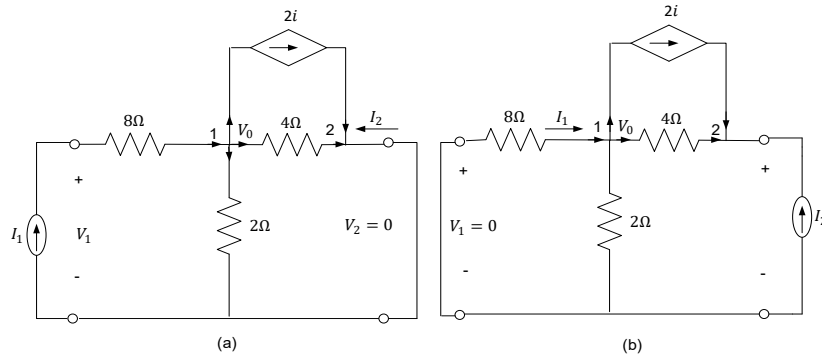 2i
8Ω
1
V₀
4Ω
2
I₂
+
I₁
V₁
-
2Ω
V₂ = 0
(a)
2i
8Ω
I₁
1
V₀
4Ω
2
+
+
V₁ = 0
2Ω
I₂
-
-
(b)